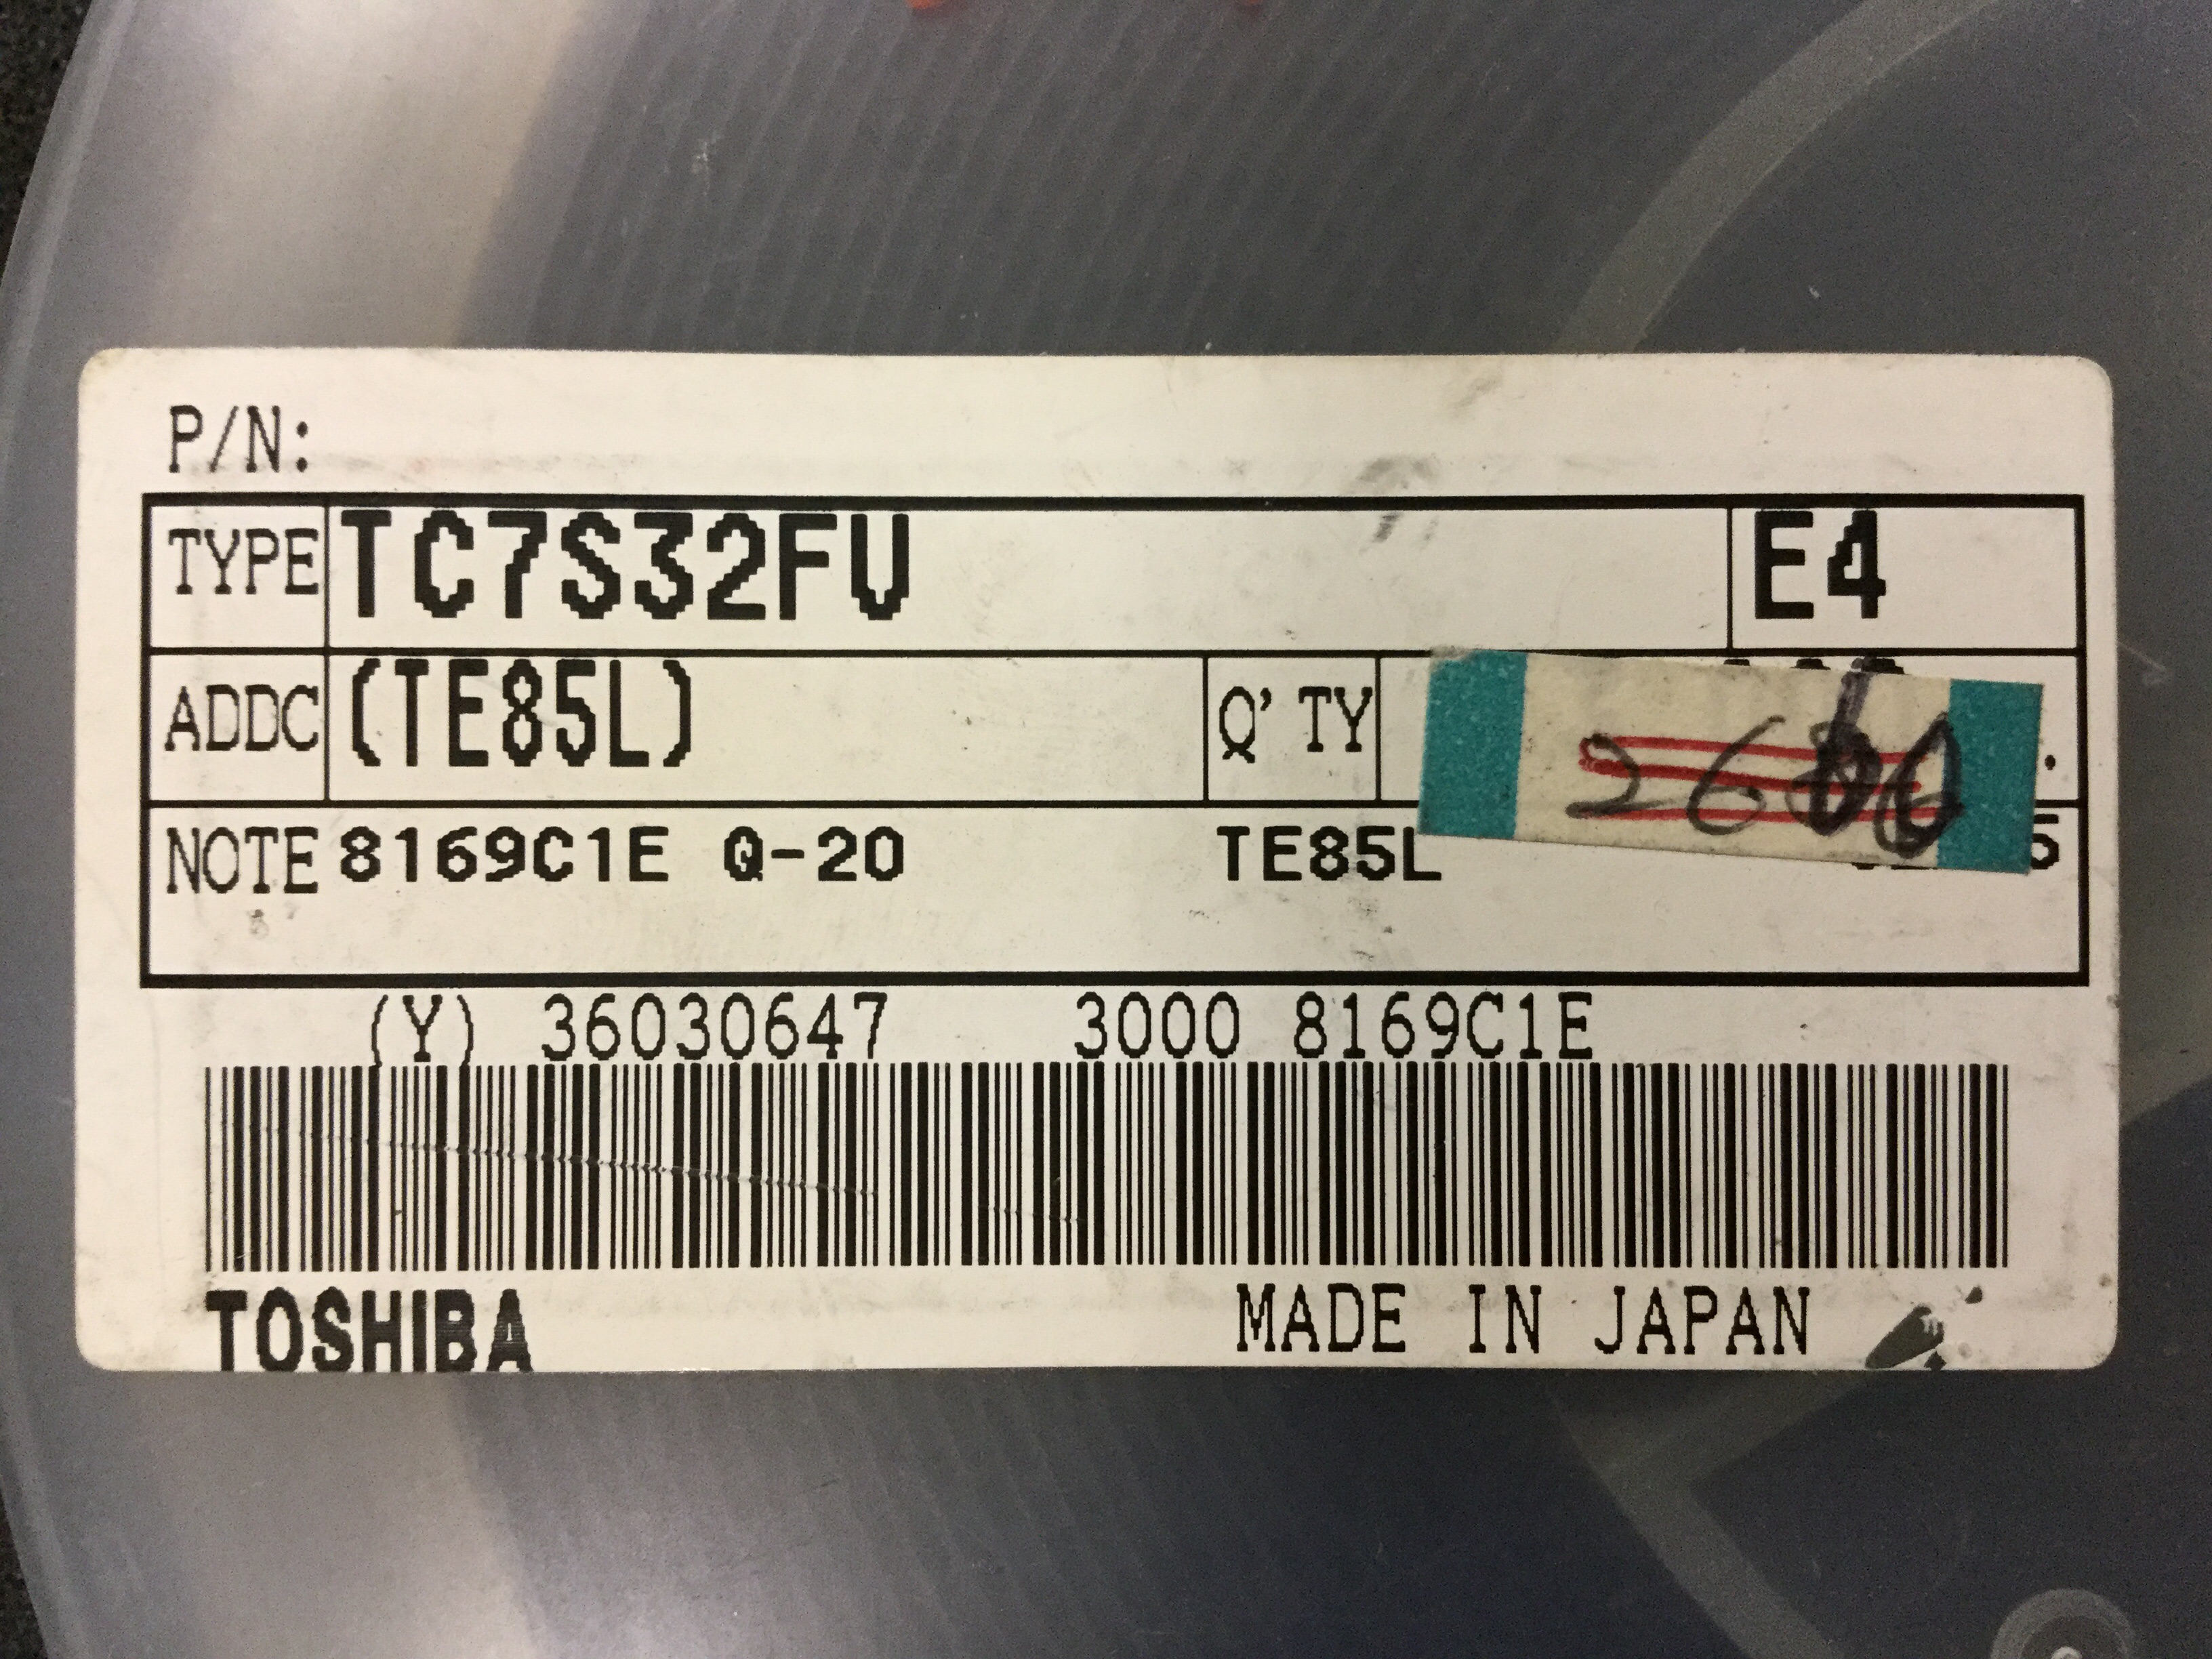 P/N:
TYPE TC7S32FU E4
ADDC (TE85L) Q'TY .
NOTE 8169C1E Q-20 TE85L
(Y) 36030647 3000 8169C1E
TOSHIBA MADE IN JAPAN